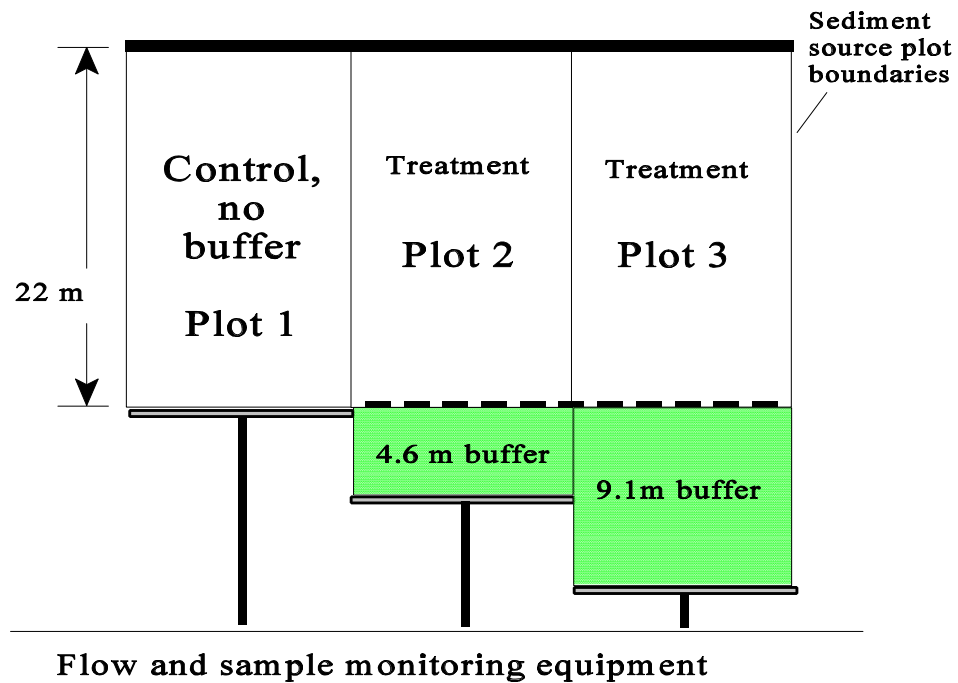 Sediment
source plot
boundaries
Control,
no
buffer
Plot 1
Treatment
Plot 2
Treatment
Plot 3
22 m
4.6 m buffer
9.1m buffer
Flow and sample monitoring equipment